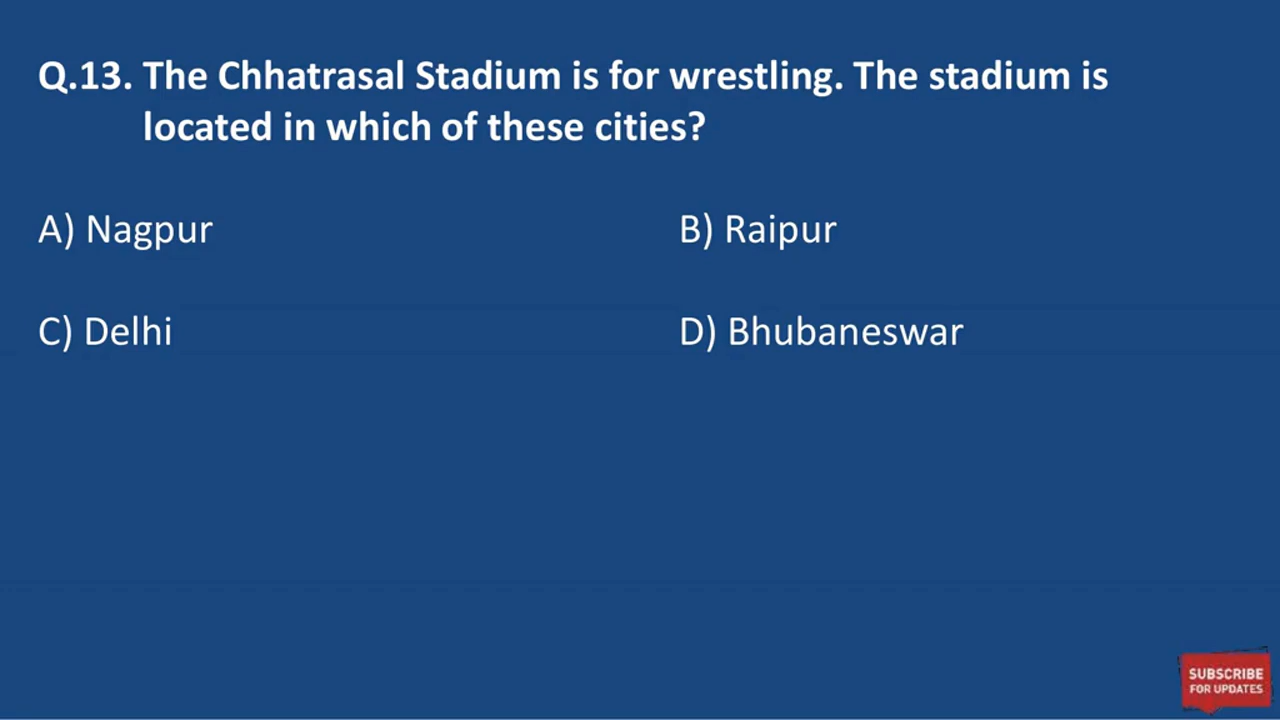 Q.13. The Chhatrasal Stadium is for wrestling. The stadium is
located in which of these cities?
A) Nagpur B) Raipur
C) Delhi D) Bhubaneswar
SUBSCRIBE
FOR UPDATES